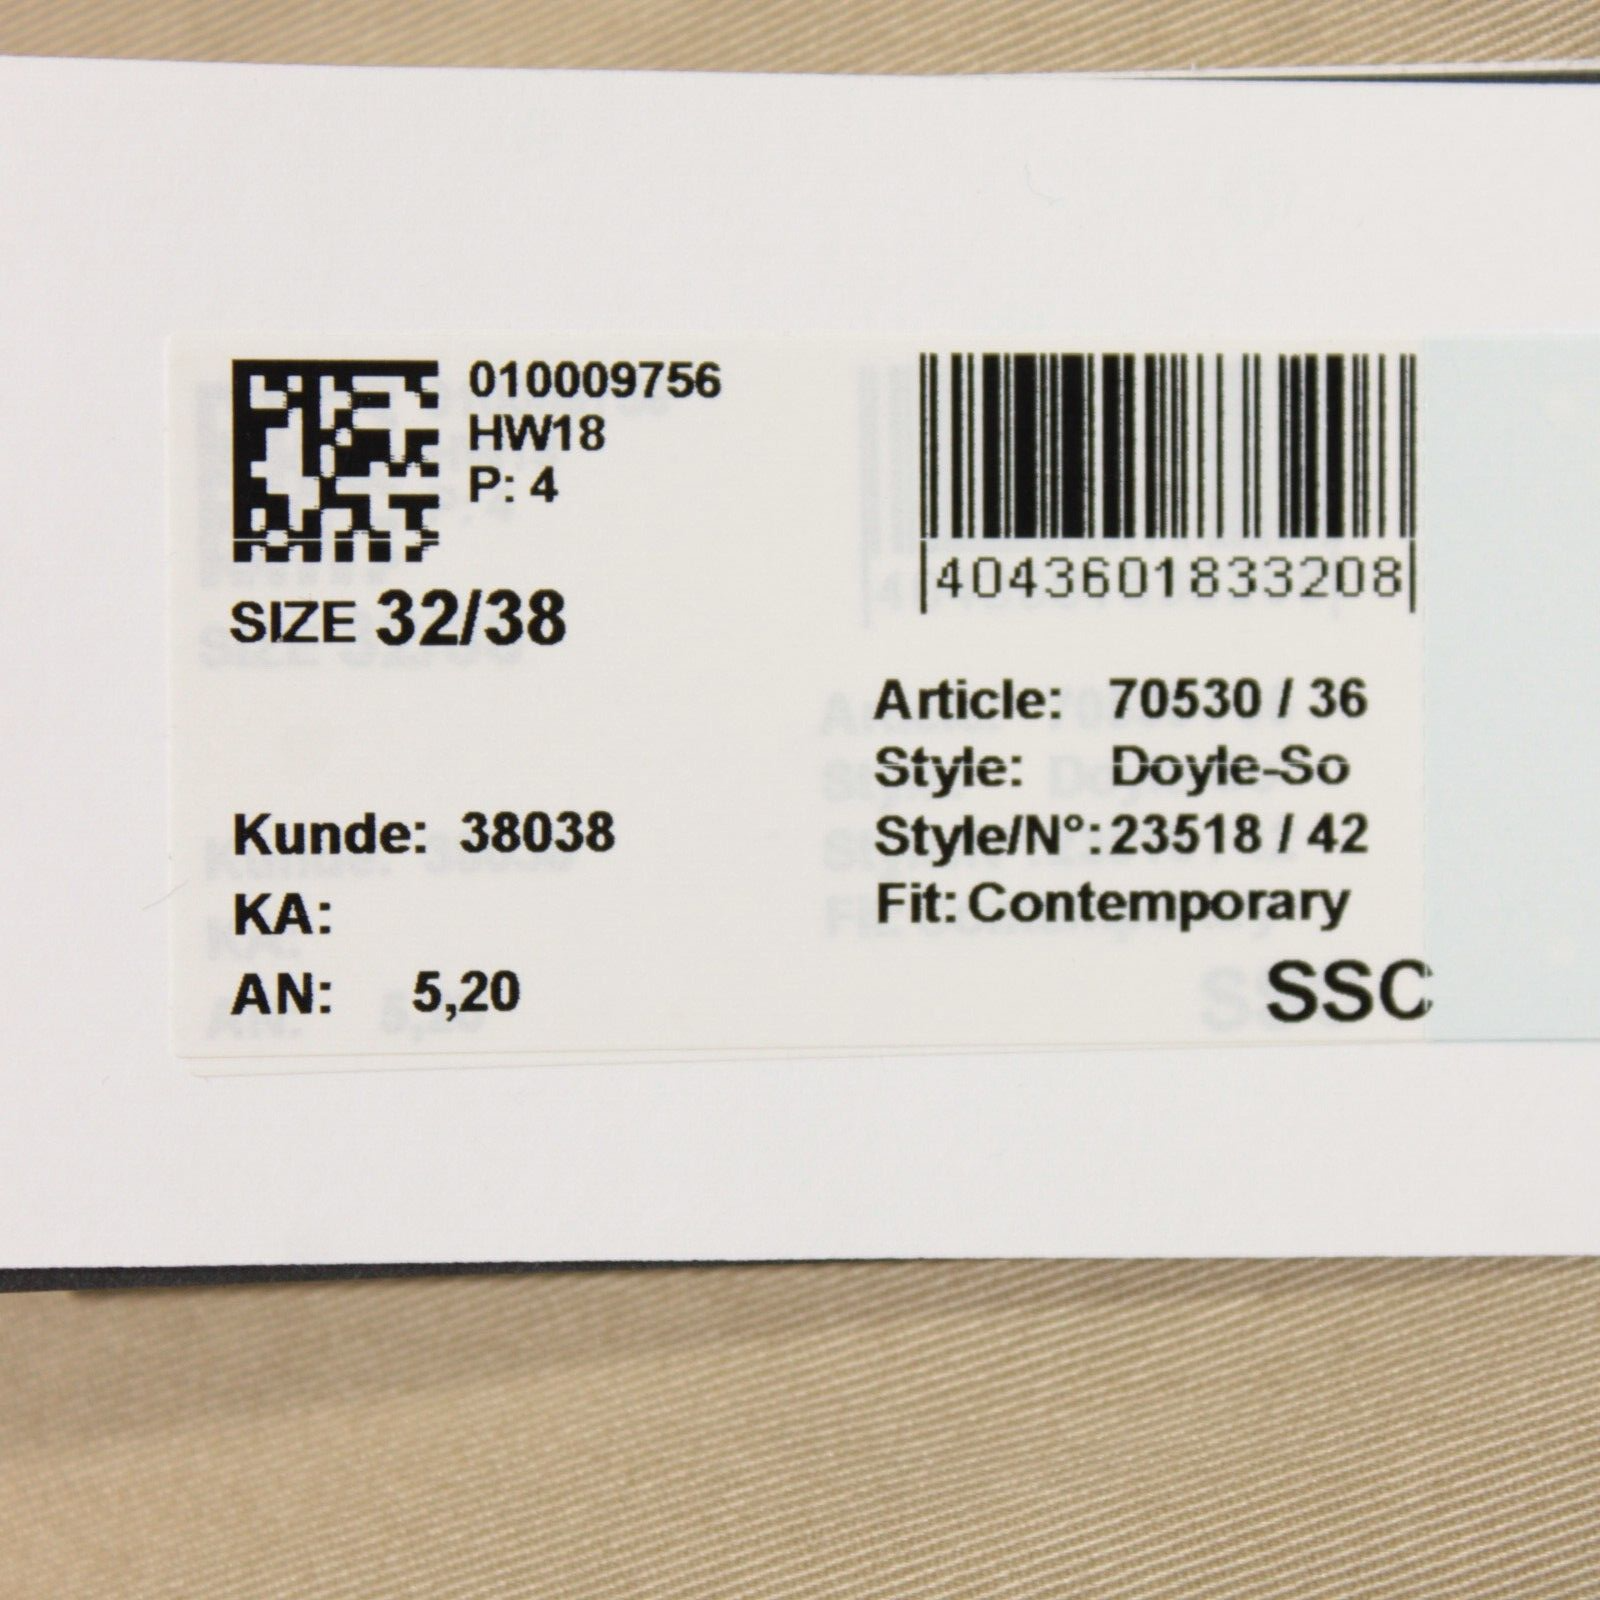 010009756
HW18
P: 4
SIZE 32/38
Kunde: 38038
KA:
AN: 5,20
4043601833208
Article: 70530 / 36
Style: Doyle-So
Style/N°: 23518 / 42
Fit: Contemporary
SSC